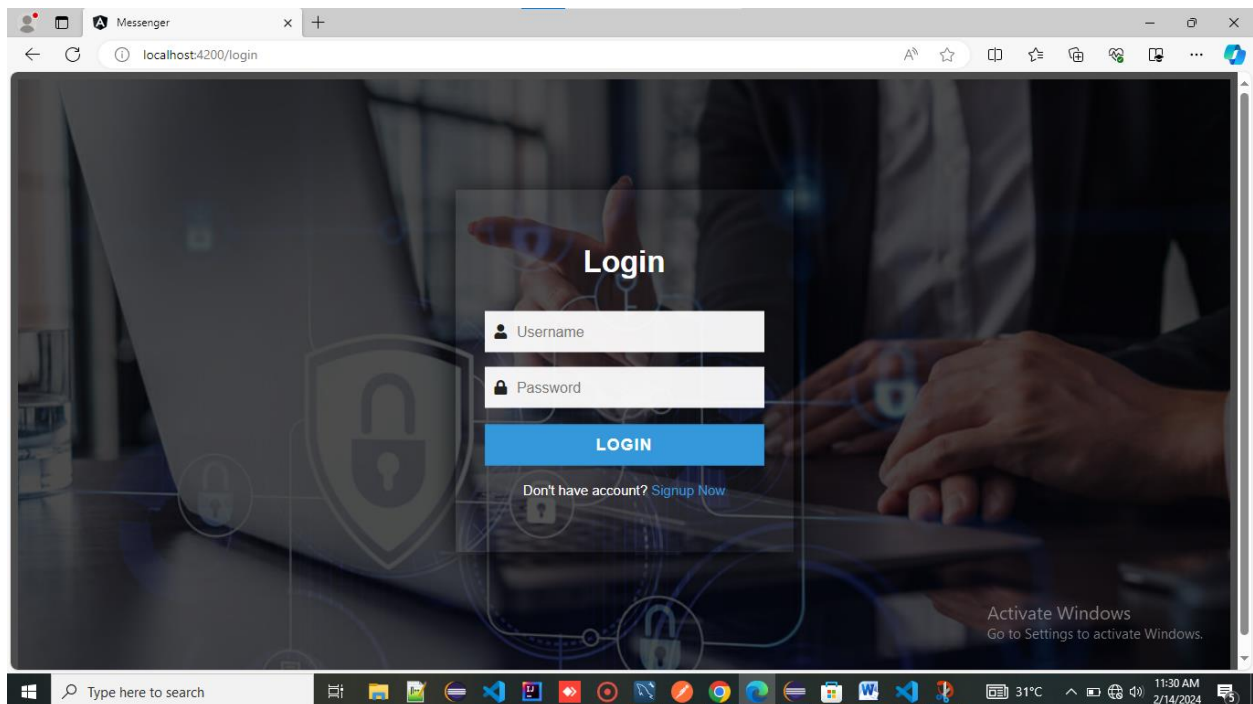 Messenger
localhost:4200/login
Login
Username
Password
LOGIN
Don't have account? Signup Now
Activate Windows
Go to Settings to activate Windows.
Type here to search
31°C
11:30 AM
2/14/2024